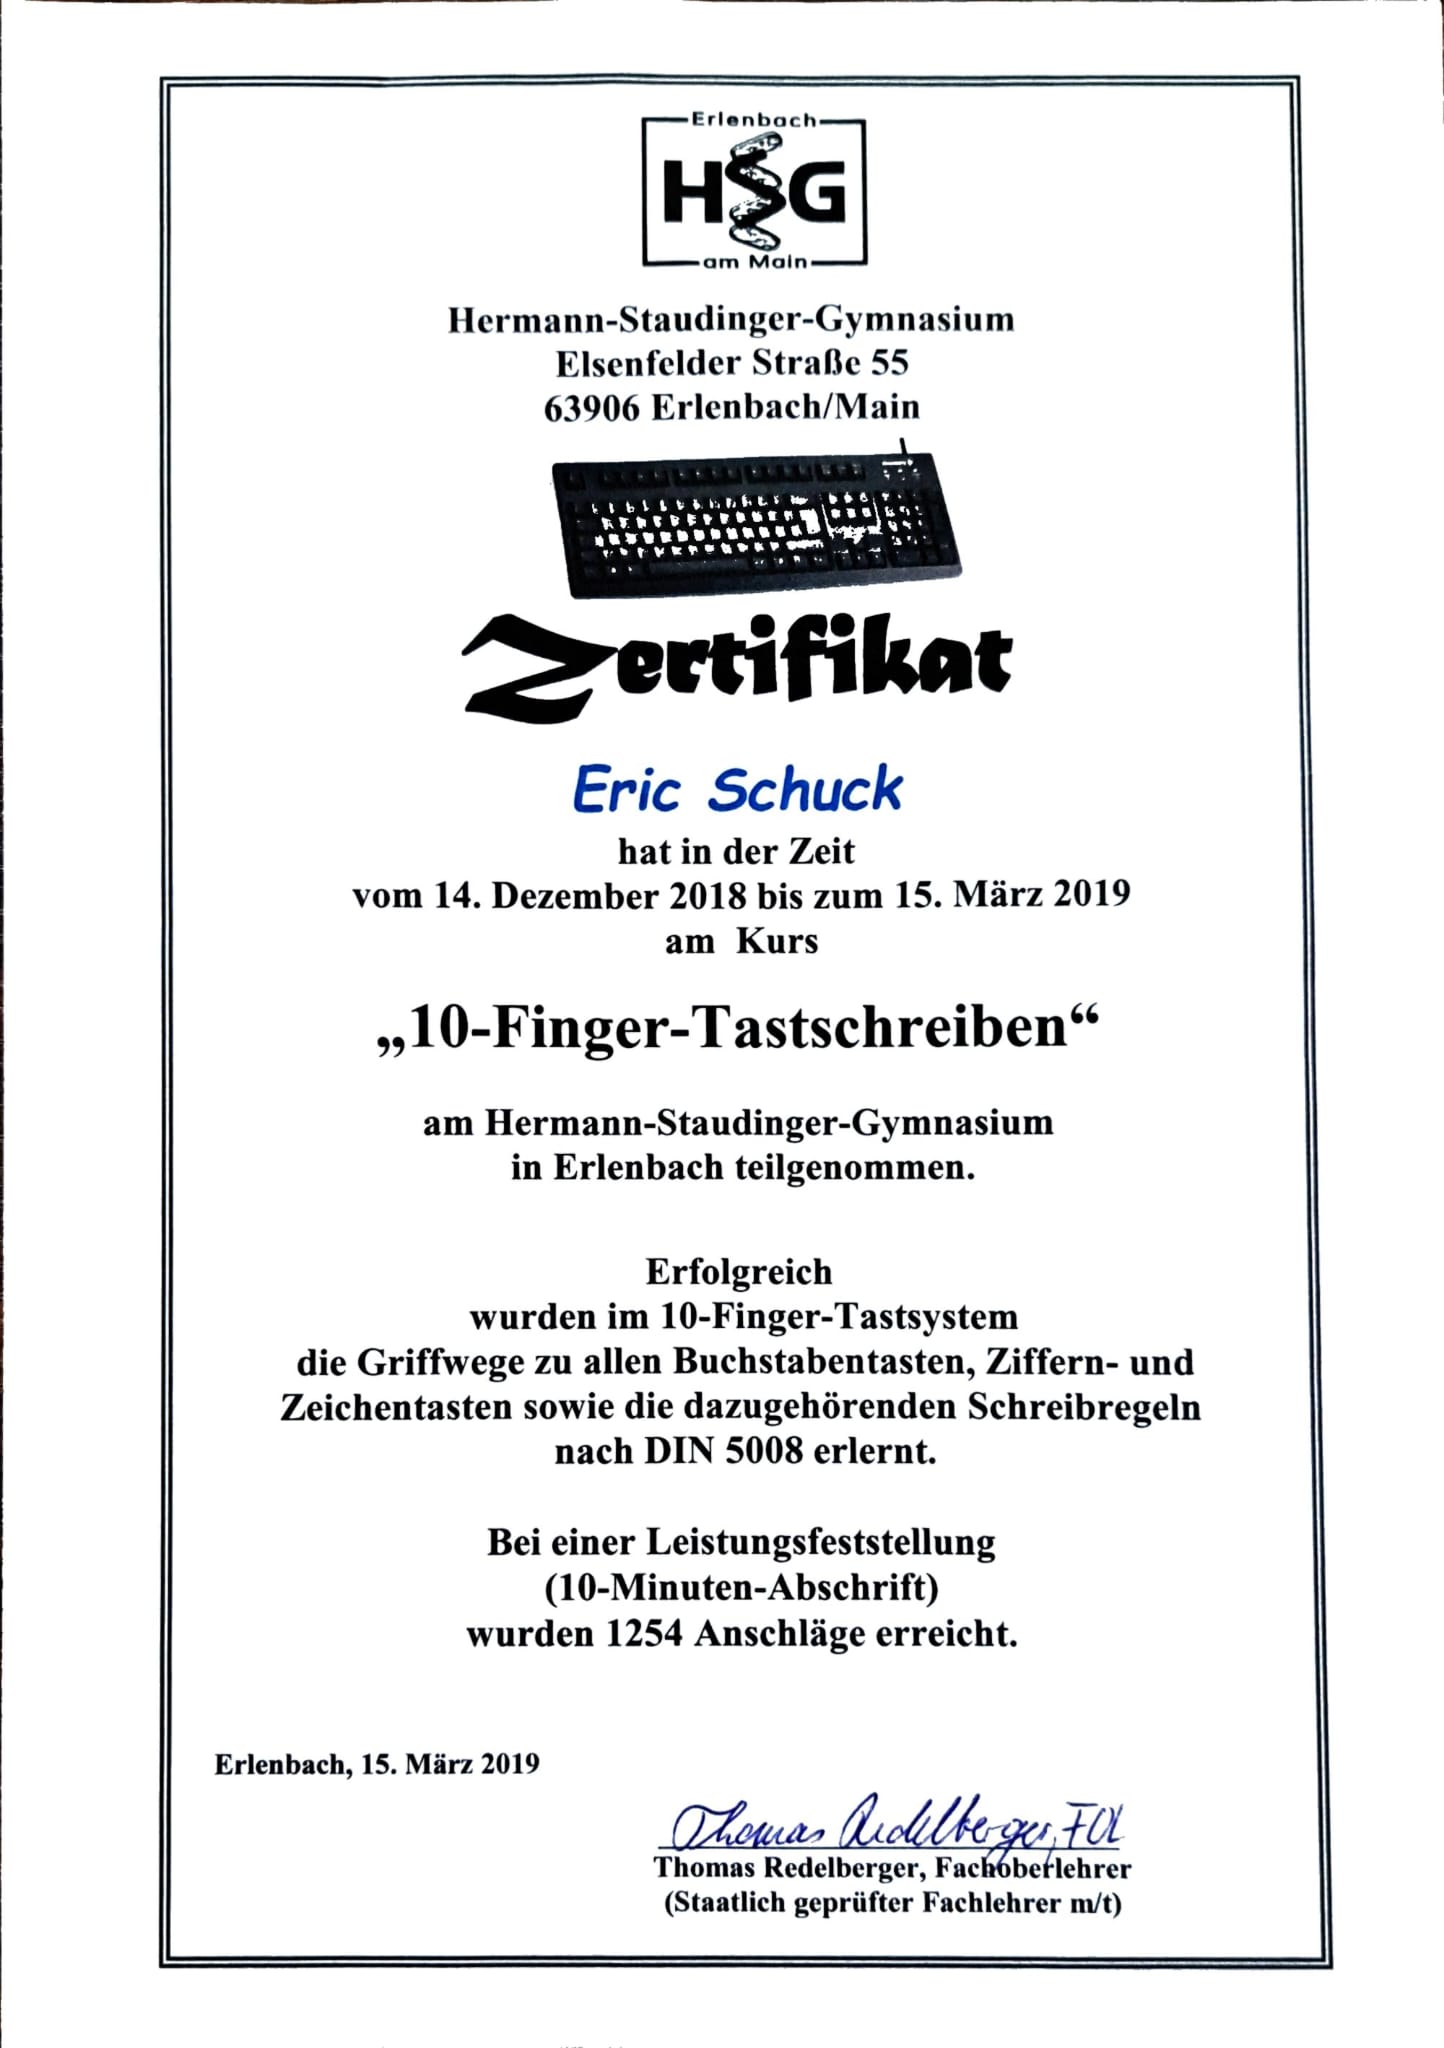 Erlenbach
HSG
am Main
Hermann-Staudinger-Gymnasium
Elsenfelder Straße 55
63906 Erlenbach/Main
Zertifikat
Eric Schuck
hat in der Zeit
vom 14. Dezember 2018 bis zum 15. März 2019
am Kurs
„10-Finger-Tastschreiben“
am Hermann-Staudinger-Gymnasium
in Erlenbach teilgenommen.
Erfolgreich
wurden im 10-Finger-Tastsystem
die Griffwege zu allen Buchstabentasten, Ziffern- und
Zeichentasten sowie die dazugehörenden Schreibregeln
nach DIN 5008 erlernt.
Bei einer Leistungsfeststellung
(10-Minuten-Abschrift)
wurden 1254 Anschläge erreicht.
Erlenbach, 15. März 2019
Thomas Redelberger, FOL
Thomas Redelberger, Fachoberlehrer
(Staatlich geprüfter Fachlehrer m/t)